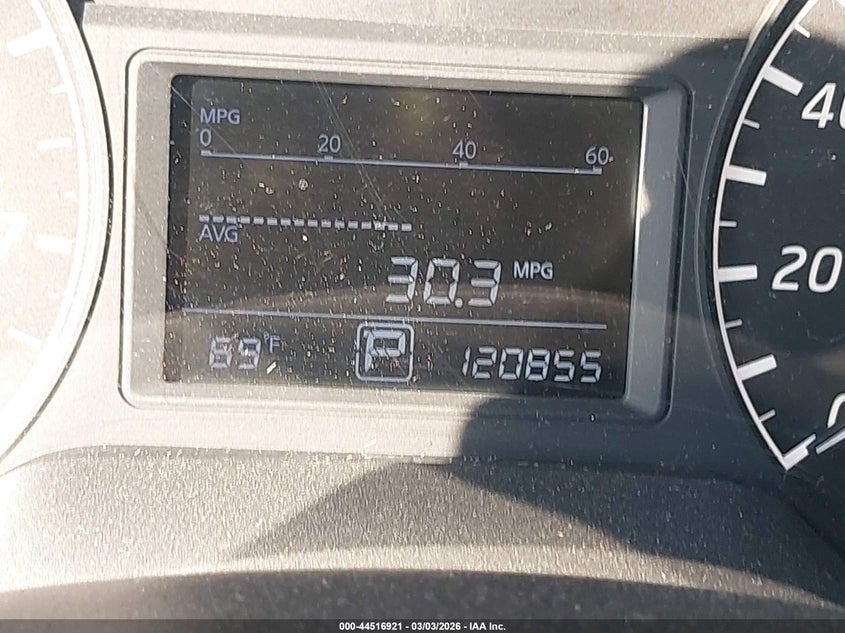 MPG
0 20 40 60
AVG
30.3 MPG
69°F P 120855
40
20
000-44516921 - 03/03/2026 - IAA Inc.